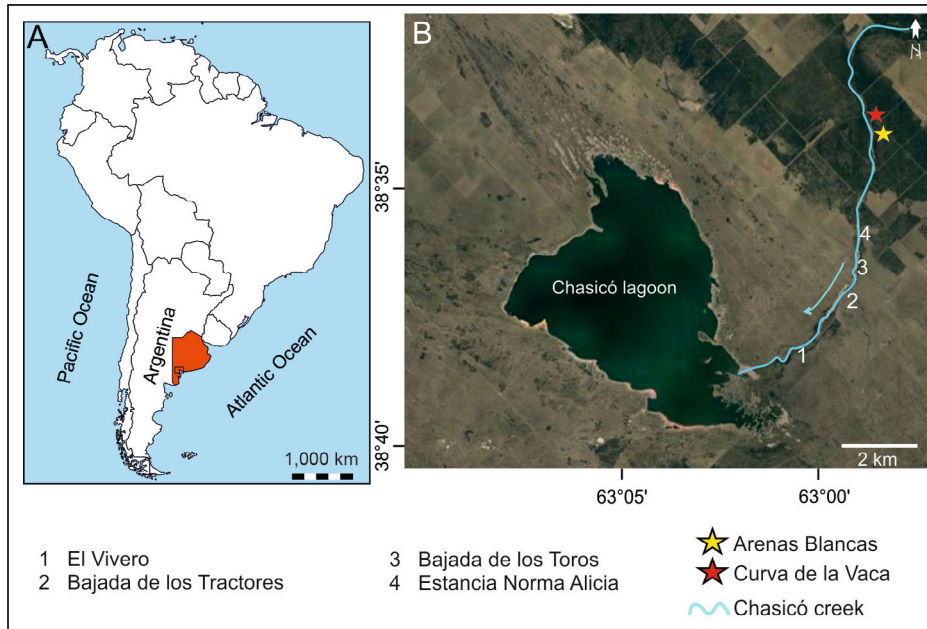 A
Pacific Ocean
Argentina
Atlantic Ocean
1,000 km
B
N
38°35'
38°40'
Chasicó lagoon
4
3
2
1
2 km
63°05'
63°00'
1 El Vivero
2 Bajada de los Tractores
3 Bajada de los Toros
4 Estancia Norma Alicia
Arenas Blancas
Curva de la Vaca
Chasicó creek